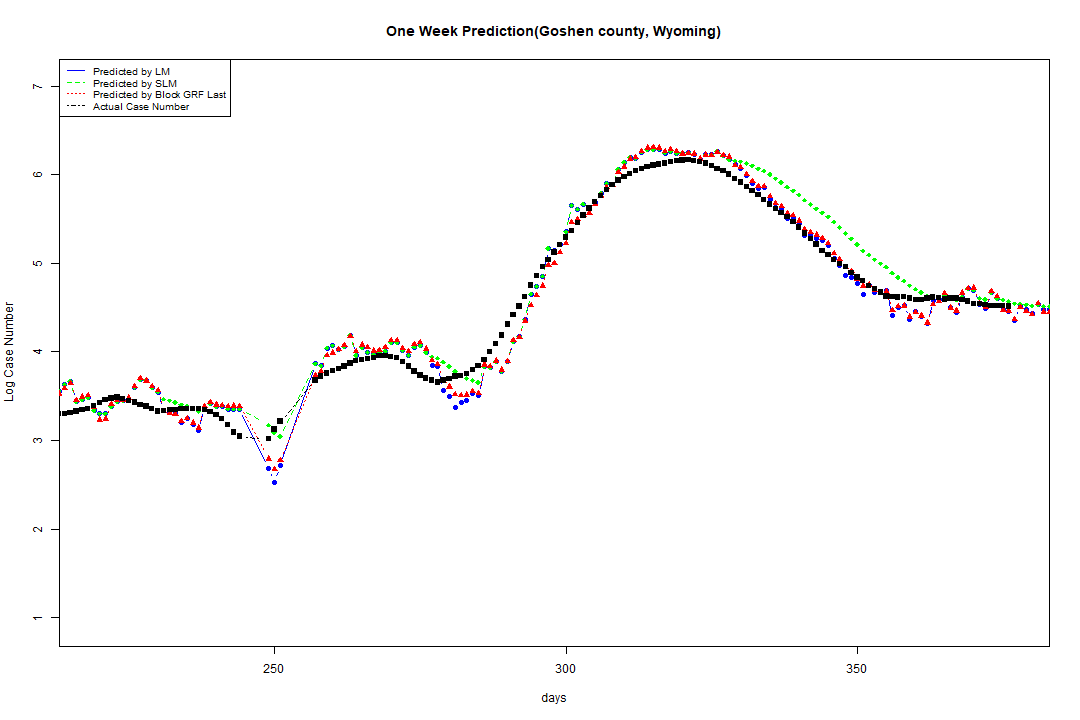 One Week Prediction(Goshen county, Wyoming)
Predicted by LM
Predicted by SLM
Predicted by Block GRF Last
Actual Case Number
Log Case Number
7
6
5
4
3
2
1
250
300
350
days